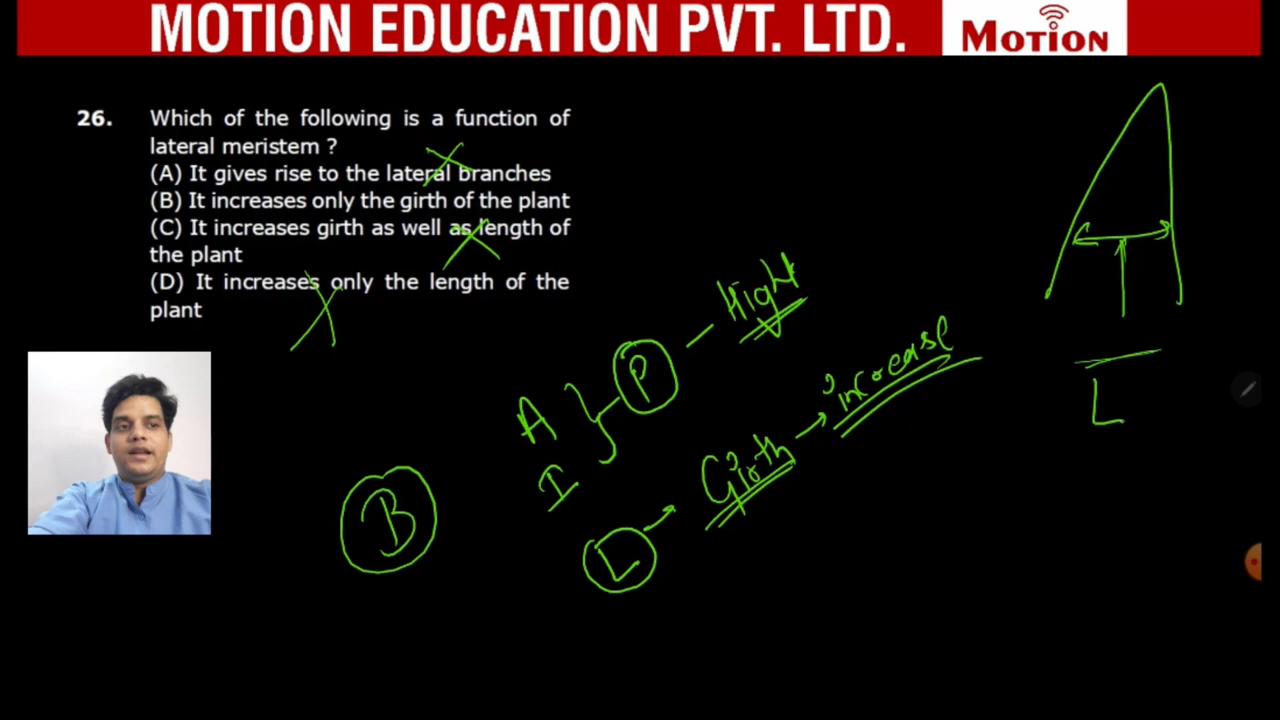 MOTION EDUCATION PVT. LTD.
MOTION
26. Which of the following is a function of
lateral meristem ?
(A) It gives rise to the lateral branches
(B) It increases only the girth of the plant
(C) It increases girth as well as length of
the plant
(D) It increases only the length of the
plant
A
I
P - Hight
L → Girth → increase
B
L